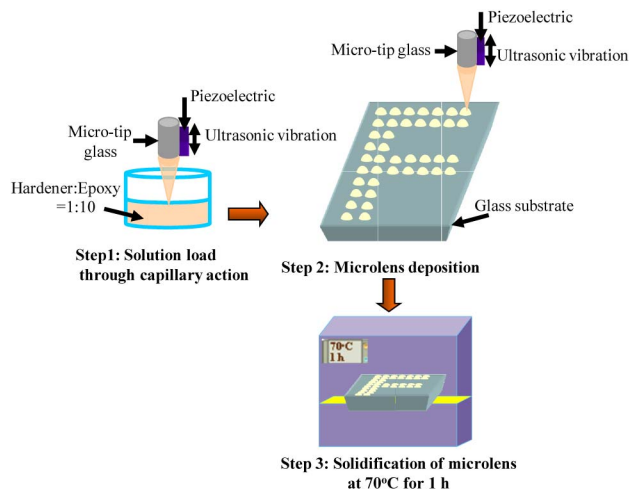 Piezoelectric
Micro-tip glass
Ultrasonic vibration
Piezoelectric
Micro-tip
glass
Ultrasonic vibration
Hardener:Epoxy
=1:10
Glass substrate
Step1: Solution load
through capillary action
Step 2: Microlens deposition
70°C
1 h
Step 3: Solidification of microlens
at 70°C for 1 h